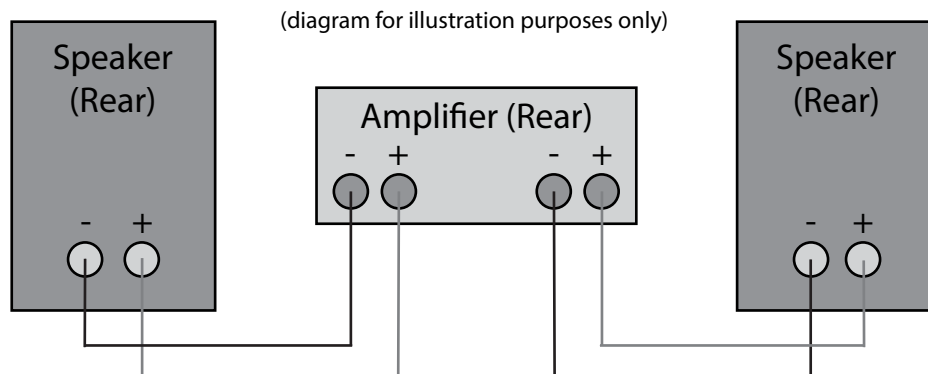 (diagram for illustration purposes only)
Speaker
(Rear)
Amplifier (Rear)
- + - +
Speaker
(Rear)
- +
- +